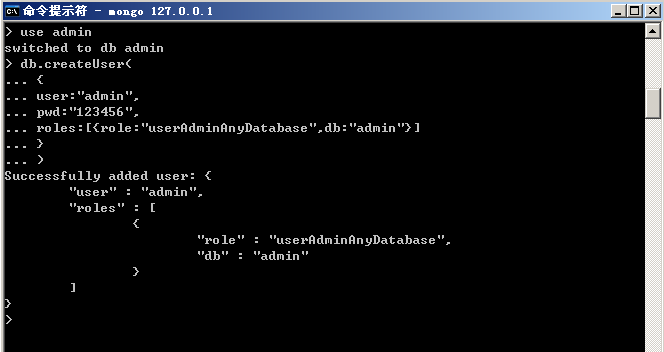 命令提示符 - mongo 127.0.0.1
> use admin
switched to db admin
> db.createUser(
... {
... user:"admin",
... pwd:"123456",
... roles:[{role:"userAdminAnyDatabase",db:"admin"}]
... }
... )
Successfully added user: {
        "user" : "admin",
        "roles" : [
                {
                        "role" : "userAdminAnyDatabase",
                        "db" : "admin"
                }
        ]
}
>